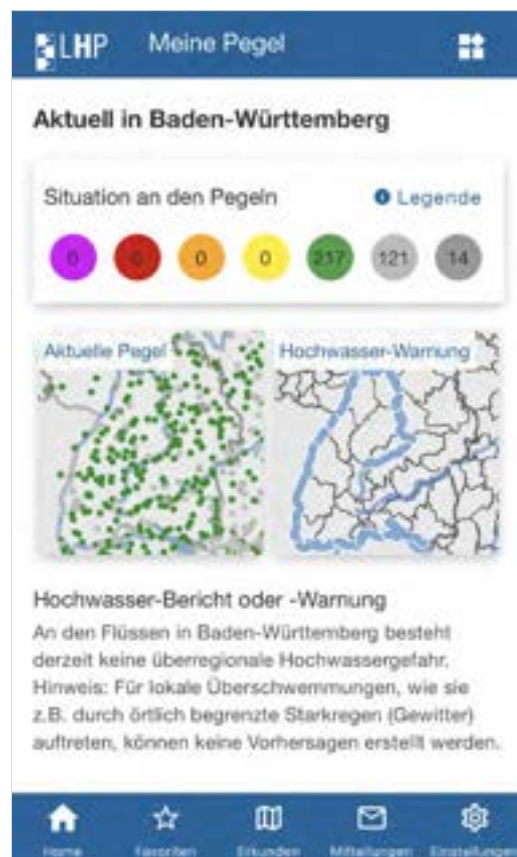 LHP Meine Pegel
Aktuell in Baden-Württemberg
Situation an den Pegeln Legende
0 0 0 0 217 121 14
Aktuelle Pegel Hochwasser-Warnung
Hochwasser-Bericht oder -Warnung
An den Flüssen in Baden-Württemberg besteht
derzeit keine überregionale Hochwassergefahr.
Hinweis: Für lokale Überschwemmungen, wie sie
z.B. durch örtlich begrenzte Starkregen (Gewitter)
auftreten, können keine Vorhersagen erstellt werden.
Home Favoriten Erkunden Mitteilungen Einstellungen